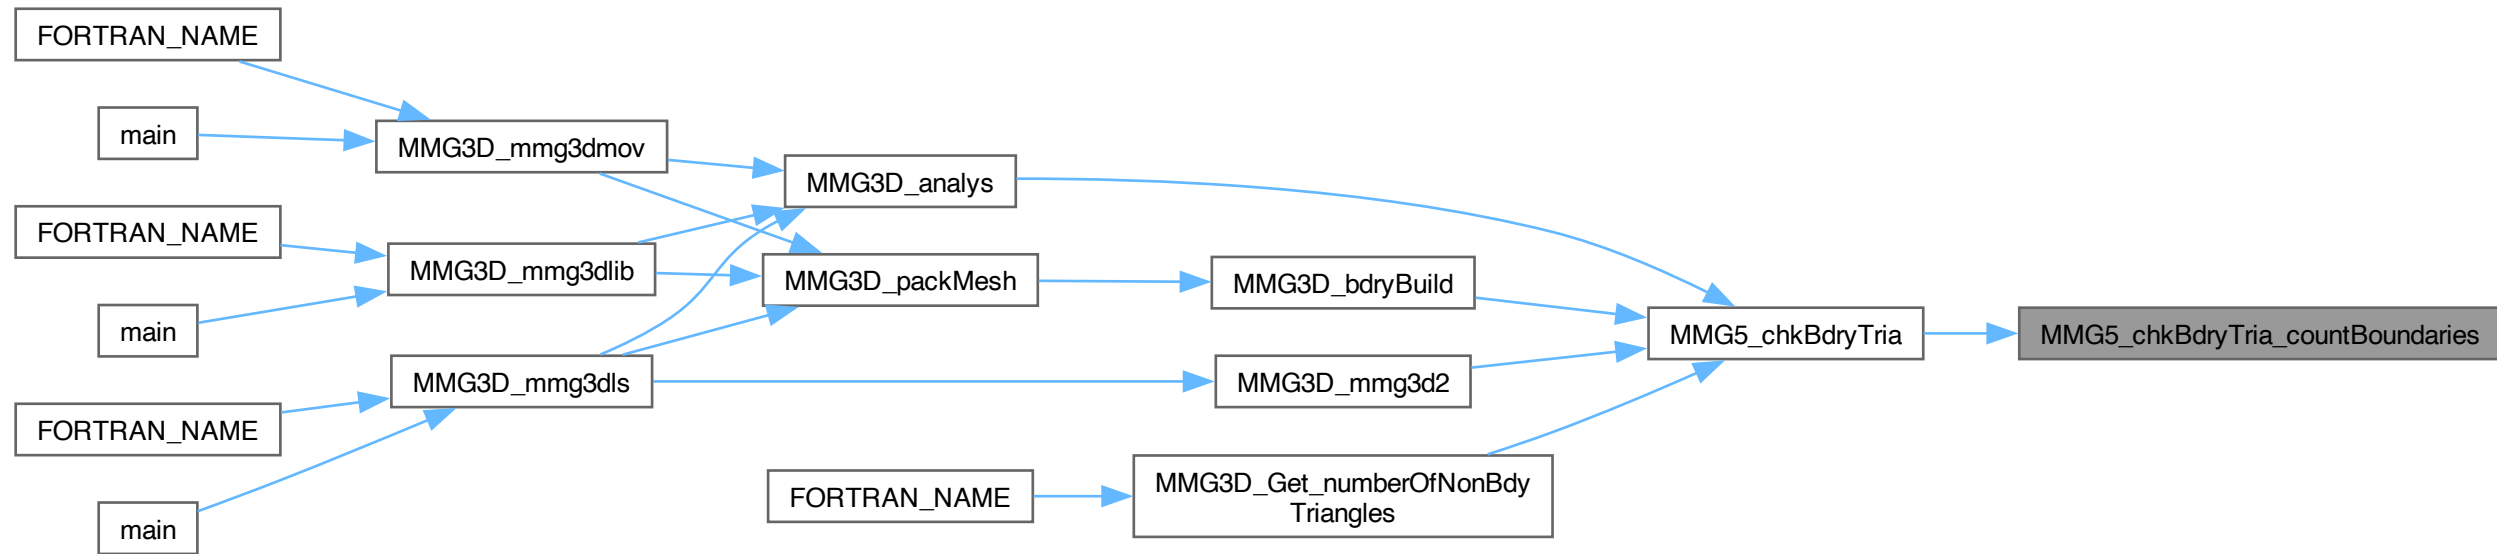 FORTRAN_NAME
main
MMG3D_mmg3dmov
MMG3D_analys
FORTRAN_NAME
MMG3D_mmg3dlib
MMG3D_packMesh
MMG3D_bdryBuild
main
MMG5_chkBdryTria
MMG5_chkBdryTria_countBoundaries
MMG3D_mmg3dls
MMG3D_mmg3d2
FORTRAN_NAME
main
FORTRAN_NAME
MMG3D_Get_numberOfNonBdy
Triangles